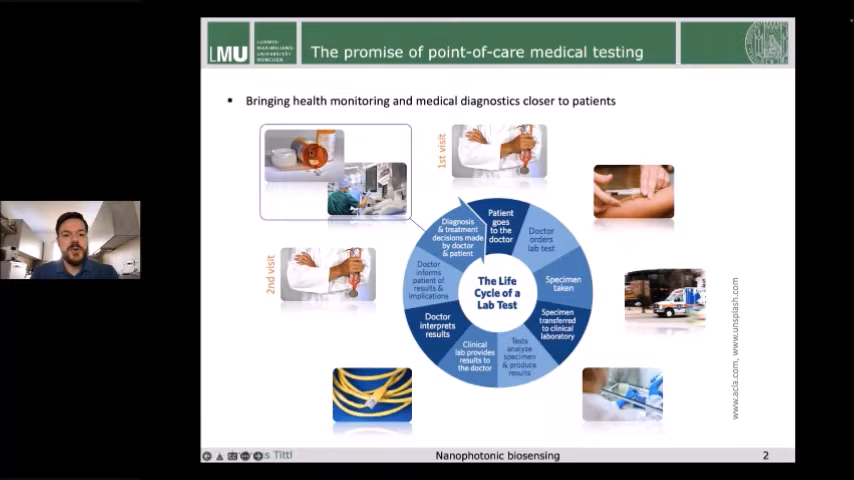 LMU
LUDWIG-
MAXIMILIANS-
UNIVERSITÄT
MÜNCHEN
The promise of point-of-care medical testing
▪ Bringing health monitoring and medical diagnostics closer to patients
1st visit
2nd visit
Patient
goes
to the
doctor
Doctor
orders
lab test
Specimen
taken
Specimen
transferred
to clinical
laboratory
Tests
analyze
specimen
& produce
results
Clinical
lab provides
results to
the doctor
Doctor
interprets
results
Doctor
informs
patient of
results &
implications
Diagnosis
& treatment
decisions made
by doctor
& patient
The Life
Cycle of a
Lab Test
www.acla.com, www.unsplash.com
as Tittl
Nanophotonic biosensing
2